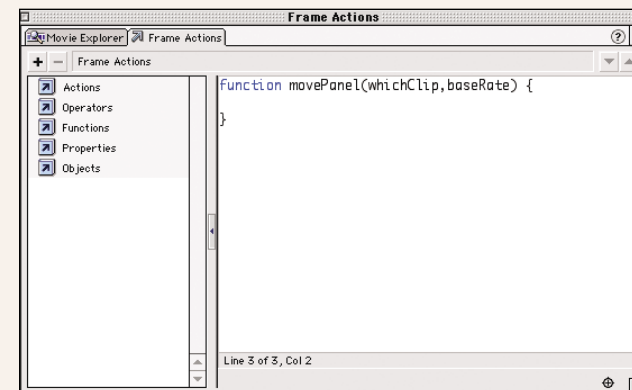 Frame Actions
Movie Explorer Frame Actions ?
+ − Frame Actions
Actions
Operators
Functions
Properties
Objects
function movePanel(whichClip,baseRate) {
}
Line 3 of 3, Col 2